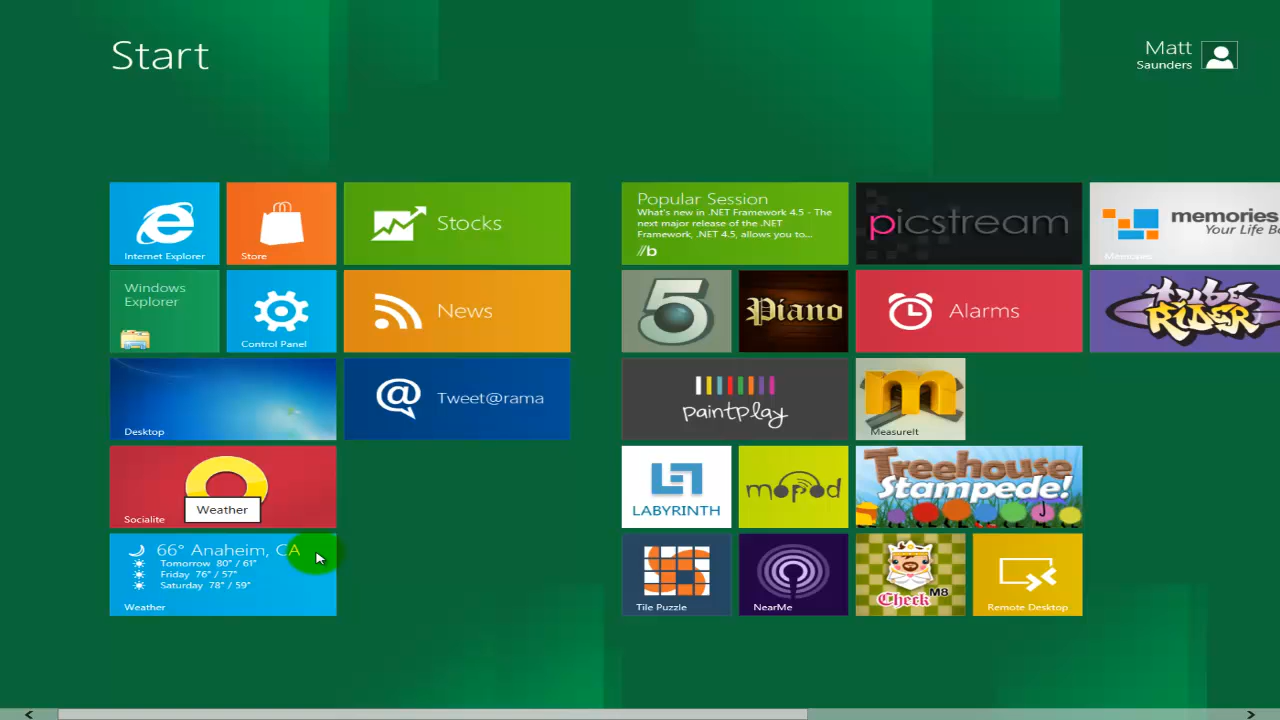 Start
Matt
Saunders
Internet Explorer
Store
Stocks
Windows
Explorer
Control Panel
News
Desktop
Tweet@rama
Socialite
Weather
66° Anaheim, CA
Tomorrow 80° / 61°
Friday 76° / 57°
Saturday 78° / 59°
Weather
Popular Session
What's new in .NET Framework 4.5 - The
next major release of the .NET
Framework, .NET 4.5, allows you to...
//b
picstream
memories
Your Life Be
Memories
5
Piano
Alarms
KUBE
RIDER
paintplay
m
MeasureIt
LABYRINTH
mopod
Treehouse
Stampede!
Tile Puzzle
NearMe
Check M8
Remote Desktop